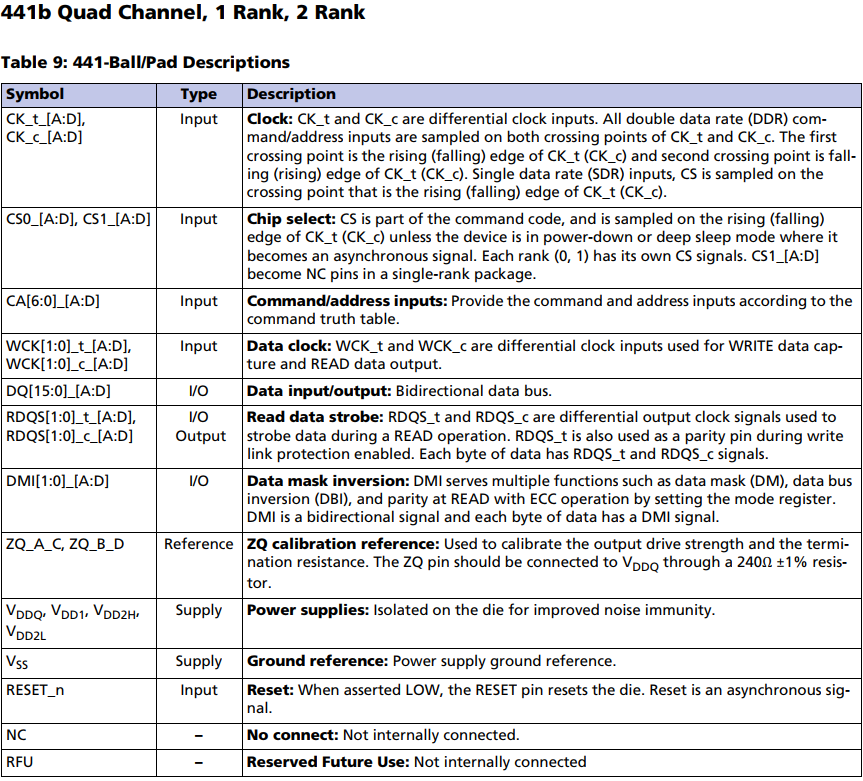 441b Quad Channel, 1 Rank, 2 Rank
Table 9: 441-Ball/Pad Descriptions
Symbol Type Description
CK_t_[A:D], Input Clock: CK_t and CK_c are differential clock inputs. All double data rate (DDR) com-
CK_c_[A:D] mand/address inputs are sampled on both crossing points of CK_t and CK_c. The first
crossing point is the rising (falling) edge of CK_t (CK_c) and second crossing point is fall-
ing (rising) edge of CK_t (CK_c). Single data rate (SDR) inputs, CS is sampled on the
crossing point that is the rising (falling) edge of CK_t (CK_c).
CS0_[A:D], CS1_[A:D] Input Chip select: CS is part of the command code, and is sampled on the rising (falling)
edge of CK_t (CK_c) unless the device is in power-down or deep sleep mode where it
becomes an asynchronous signal. Each rank (0, 1) has its own CS signals. CS1_[A:D]
become NC pins in a single-rank package.
CA[6:0]_[A:D] Input Command/address inputs: Provide the command and address inputs according to the
command truth table.
WCK[1:0]_t_[A:D], Input Data clock: WCK_t and WCK_c are differential clock inputs used for WRITE data cap-
WCK[1:0]_c_[A:D] ture and READ data output.
DQ[15:0]_[A:D] I/O Data input/output: Bidirectional data bus.
RDQS[1:0]_t_[A:D], I/O Read data strobe: RDQS_t and RDQS_c are differential output clock signals used to
RDQS[1:0]_c_[A:D] Output strobe data during a READ operation. RDQS_t is also used as a parity pin during write
link protection enabled. Each byte of data has RDQS_t and RDQS_c signals.
DMI[1:0]_[A:D] I/O Data mask inversion: DMI serves multiple functions such as data mask (DM), data bus
inversion (DBI), and parity at READ with ECC operation by setting the mode register.
DMI is a bidirectional signal and each byte of data has a DMI signal.
ZQ_A_C, ZQ_B_D Reference ZQ calibration reference: Used to calibrate the output drive strength and the termi-
nation resistance. The ZQ pin should be connected to VDDQ through a 240Ω ±1% resis-
tor.
VDDQ, VDD1, VDD2H, Supply Power supplies: Isolated on the die for improved noise immunity.
VDD2L
VSS Supply Ground reference: Power supply ground reference.
RESET_n Input Reset: When asserted LOW, the RESET pin resets the die. Reset is an asynchronous sig-
nal.
NC – No connect: Not internally connected.
RFU – Reserved Future Use: Not internally connected